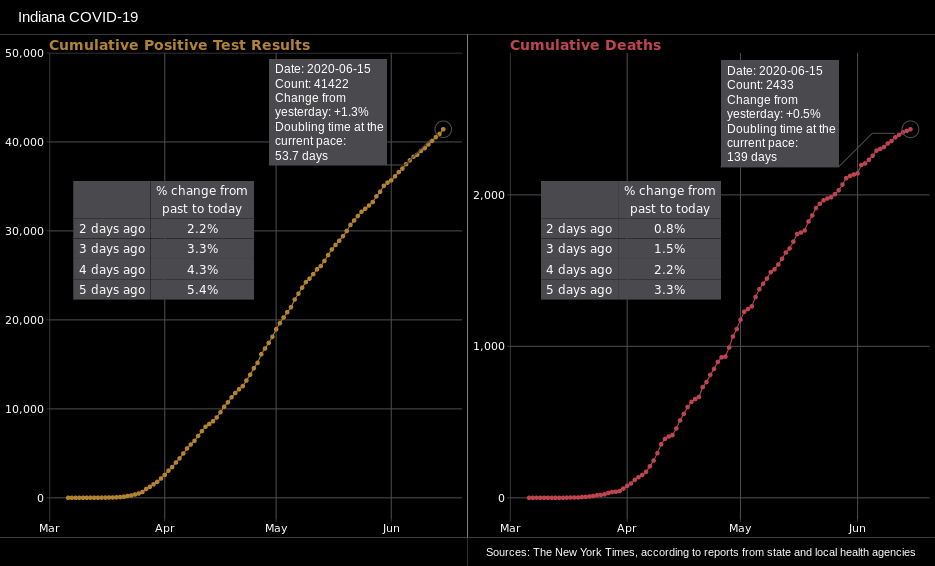 Indiana COVID-19
Cumulative Positive Test Results
50,000
40,000
30,000
20,000
10,000
0
Mar
Apr
May
Jun
Date: 2020-06-15
Count: 41422
Change from
yesterday: +1.3%
Doubling time at the
current pace:
53.7 days
% change from
past to today
2 days ago 2.2%
3 days ago 3.3%
4 days ago 4.3%
5 days ago 5.4%
Cumulative Deaths
2,000
1,000
0
Mar
Apr
May
Jun
Date: 2020-06-15
Count: 2433
Change from
yesterday: +0.5%
Doubling time at the
current pace:
139 days
% change from
past to today
2 days ago 0.8%
3 days ago 1.5%
4 days ago 2.2%
5 days ago 3.3%
Sources: The New York Times, according to reports from state and local health agencies